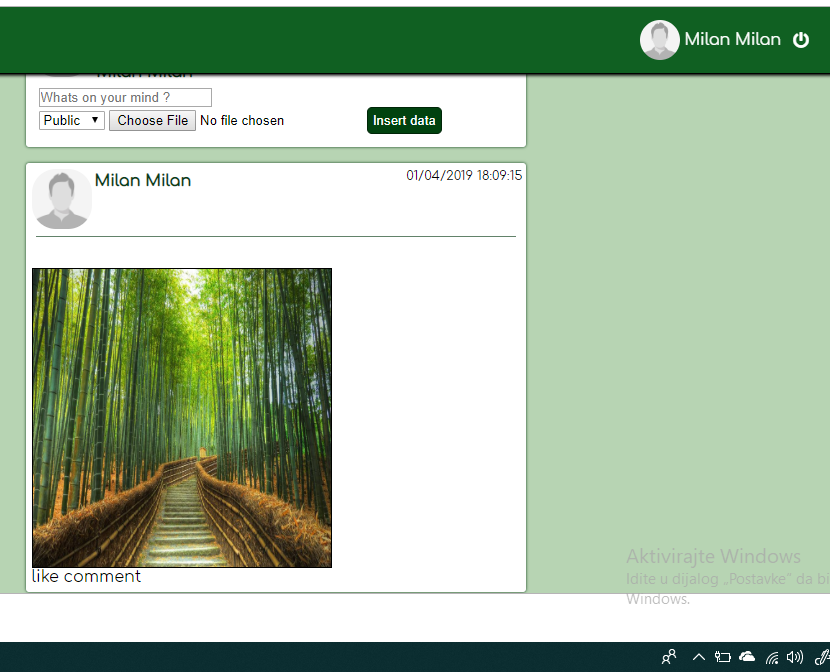 Milan Milan
Milan Milan
Whats on your mind ?
Public Choose File No file chosen Insert data
Milan Milan 01/04/2019 18:09:15
like comment
Aktivirajte Windows
Idite u dijalog „Postavke“ da bi
Windows.